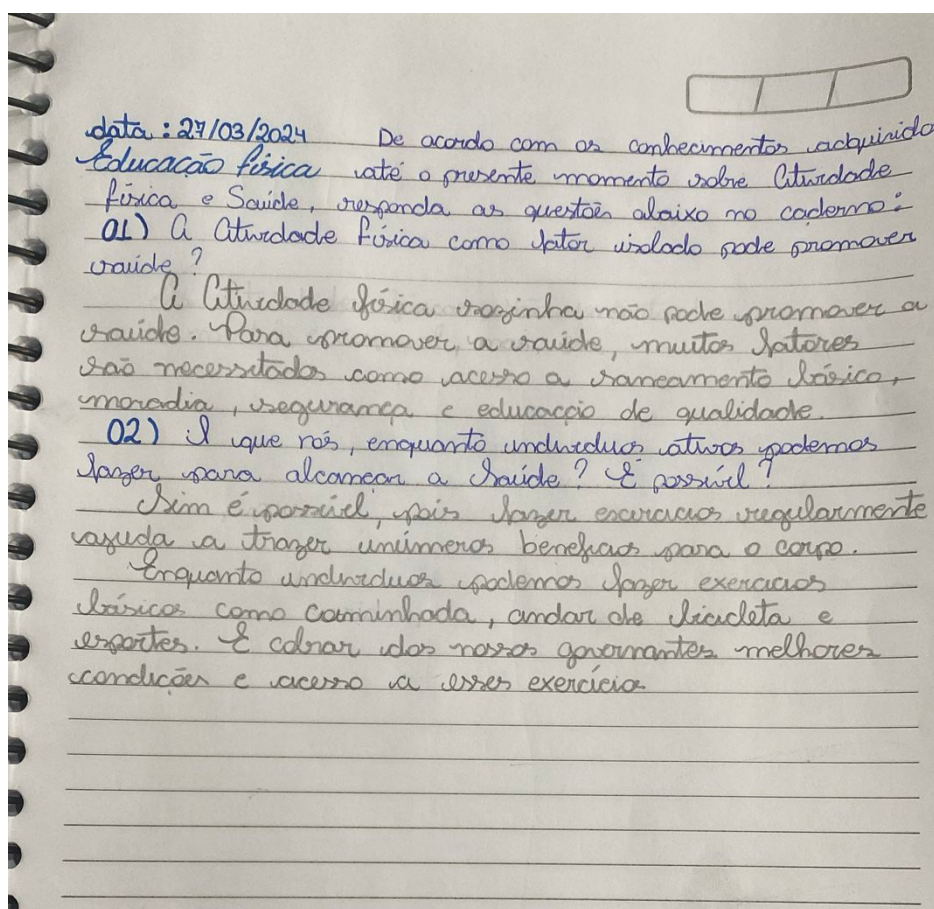 data: 27/03/2024 De acordo com os conhecimentos adquirido
Educação física até o presente momento sobre Atividade
física e Saúde, responda as questões abaixo no caderno:
01) A Atividade Física como fator isolado pode promover
saúde?
A Atividade física sozinha não pode promover a
saúde. Para promover a saúde, muitos fatores
são necessitados como acesso a saneamento básico,
moradia, segurança e educação de qualidade.
02) O que nós, enquanto indivíduos ativos podemos
fazer para alcançar a Saúde? É possível?
Sim é possível, pois fazer exercicios regularmente
ajuda a trazer inúmeros beneficios para o corpo.
Enquanto indivíduos podemos fazer exercicios
básicos como caminhada, andar de bicicleta e
esportes. E cobrar dos nossos governantes melhores
condições e acesso a esses exercício